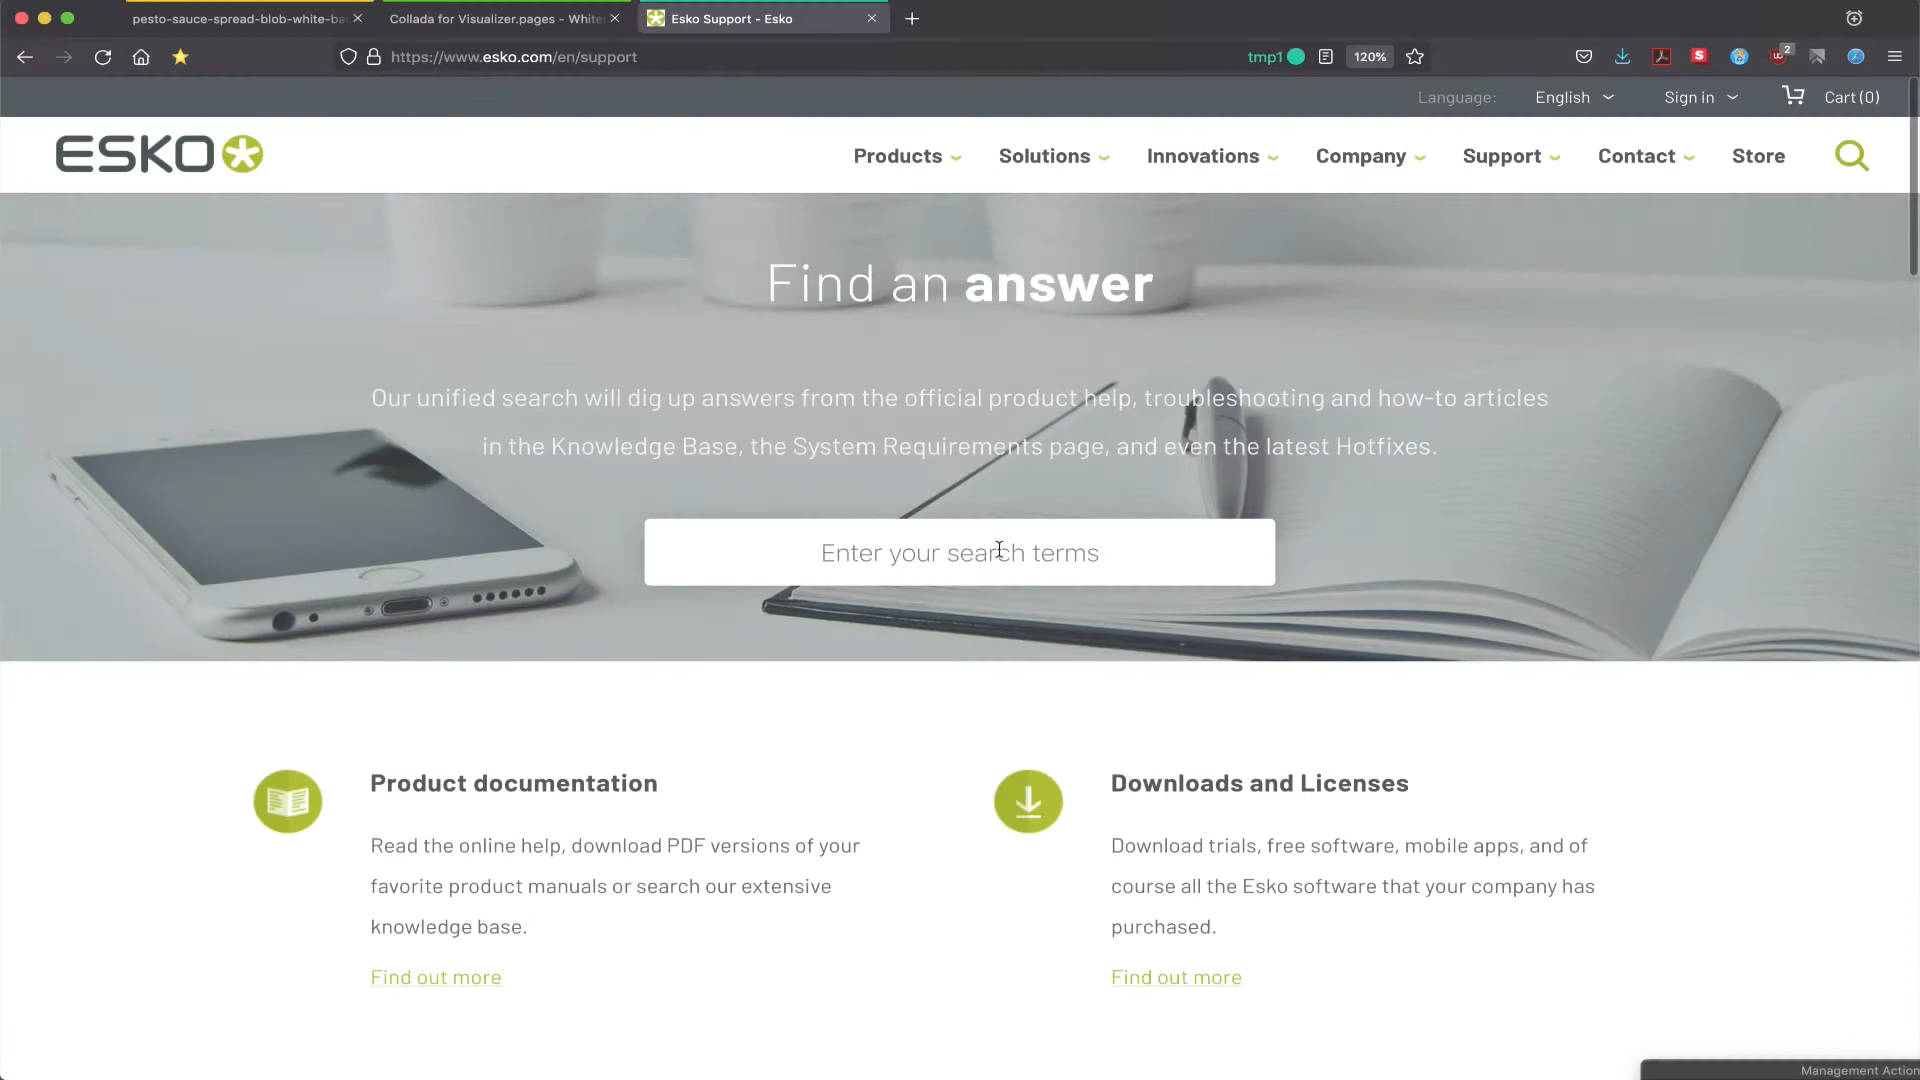 pesto-sauce-spread-blob-white-ba
Collada for Visualizer.pages - White
Esko Support - Esko
https://www.esko.com/en/support
tmp1
120%
2
Language:
English
Sign in
Cart (0)
ESKO
Products
Solutions
Innovations
Company
Support
Contact
Store
Find an answer
Our unified search will dig up answers from the official product help, troubleshooting and how-to articles
in the Knowledge Base, the System Requirements page, and even the latest Hotfixes.
Enter your search terms
Product documentation
Read the online help, download PDF versions of your
favorite product manuals or search our extensive
knowledge base.
Find out more
Downloads and Licenses
Download trials, free software, mobile apps, and of
course all the Esko software that your company has
purchased.
Find out more
Management Action